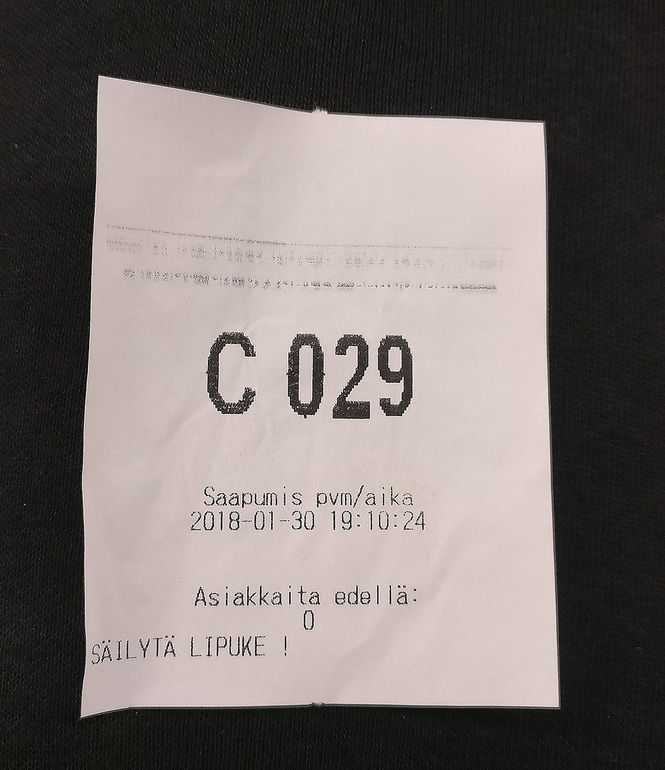 C 029
Saapumis pvm/aika
2018-01-30 19:10:24
Asiakkaita edellä:
0
SÄILYTÄ LIPUKE !